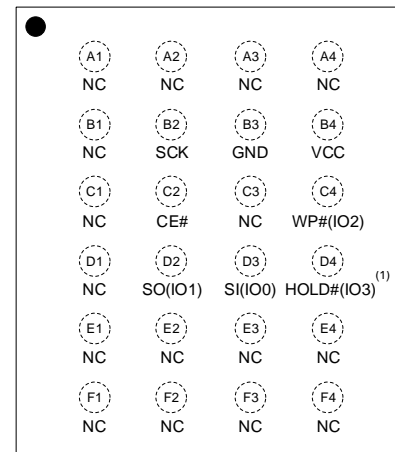 A1 A2 A3 A4
NC NC NC NC
B1 B2 B3 B4
NC SCK GND VCC
C1 C2 C3 C4
NC CE# NC WP#(IO2)
D1 D2 D3 D4
NC SO(IO1) SI(IO0) HOLD#(IO3)(1)
E1 E2 E3 E4
NC NC NC NC
F1 F2 F3 F4
NC NC NC NC